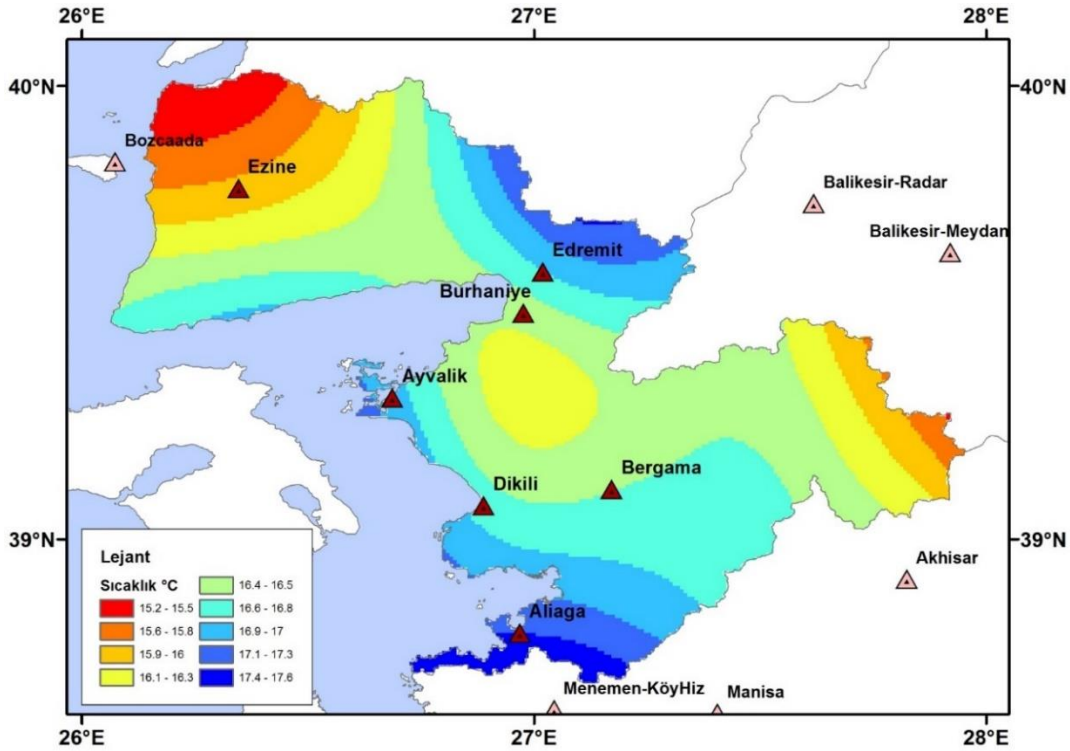 26°E
27°E
28°E
40°N
40°N
Bozcaada
Ezine
Balikesir-Radar
Balikesir-Meydan
Edremit
Burhaniye
Ayvalik
Bergama
Dikili
39°N
39°N
Akhisar
Aliaga
Menemen-KöyHiz
Manisa
Lejant
Sıcaklık °C
15.2 - 15.5
15.6 - 15.8
15.9 - 16
16.1 - 16.3
16.4 - 16.5
16.6 - 16.8
16.9 - 17
17.1 - 17.3
17.4 - 17.6
26°E
27°E
28°E